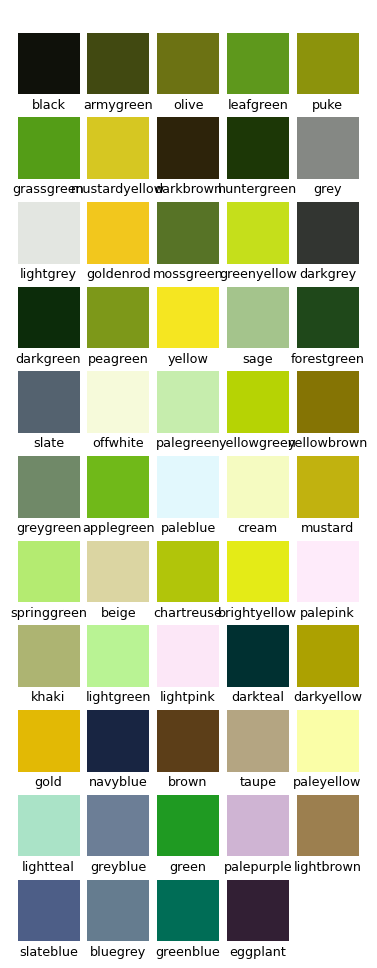 black armygreen olive leafgreen puke
grassgreen mustardyellow darkbrown huntergreen grey
lightgrey goldenrod mossgreen greenyellow darkgrey
darkgreen peagreen yellow sage forestgreen
slate offwhite palegreen yellowgreen yellowbrown
greygreen applegreen paleblue cream mustard
springgreen beige chartreuse brightyellow palepink
khaki lightgreen lightpink darkteal darkyellow
gold navyblue brown taupe paleyellow
lightteal greyblue green palepurple lightbrown
slateblue bluegrey greenblue eggplant